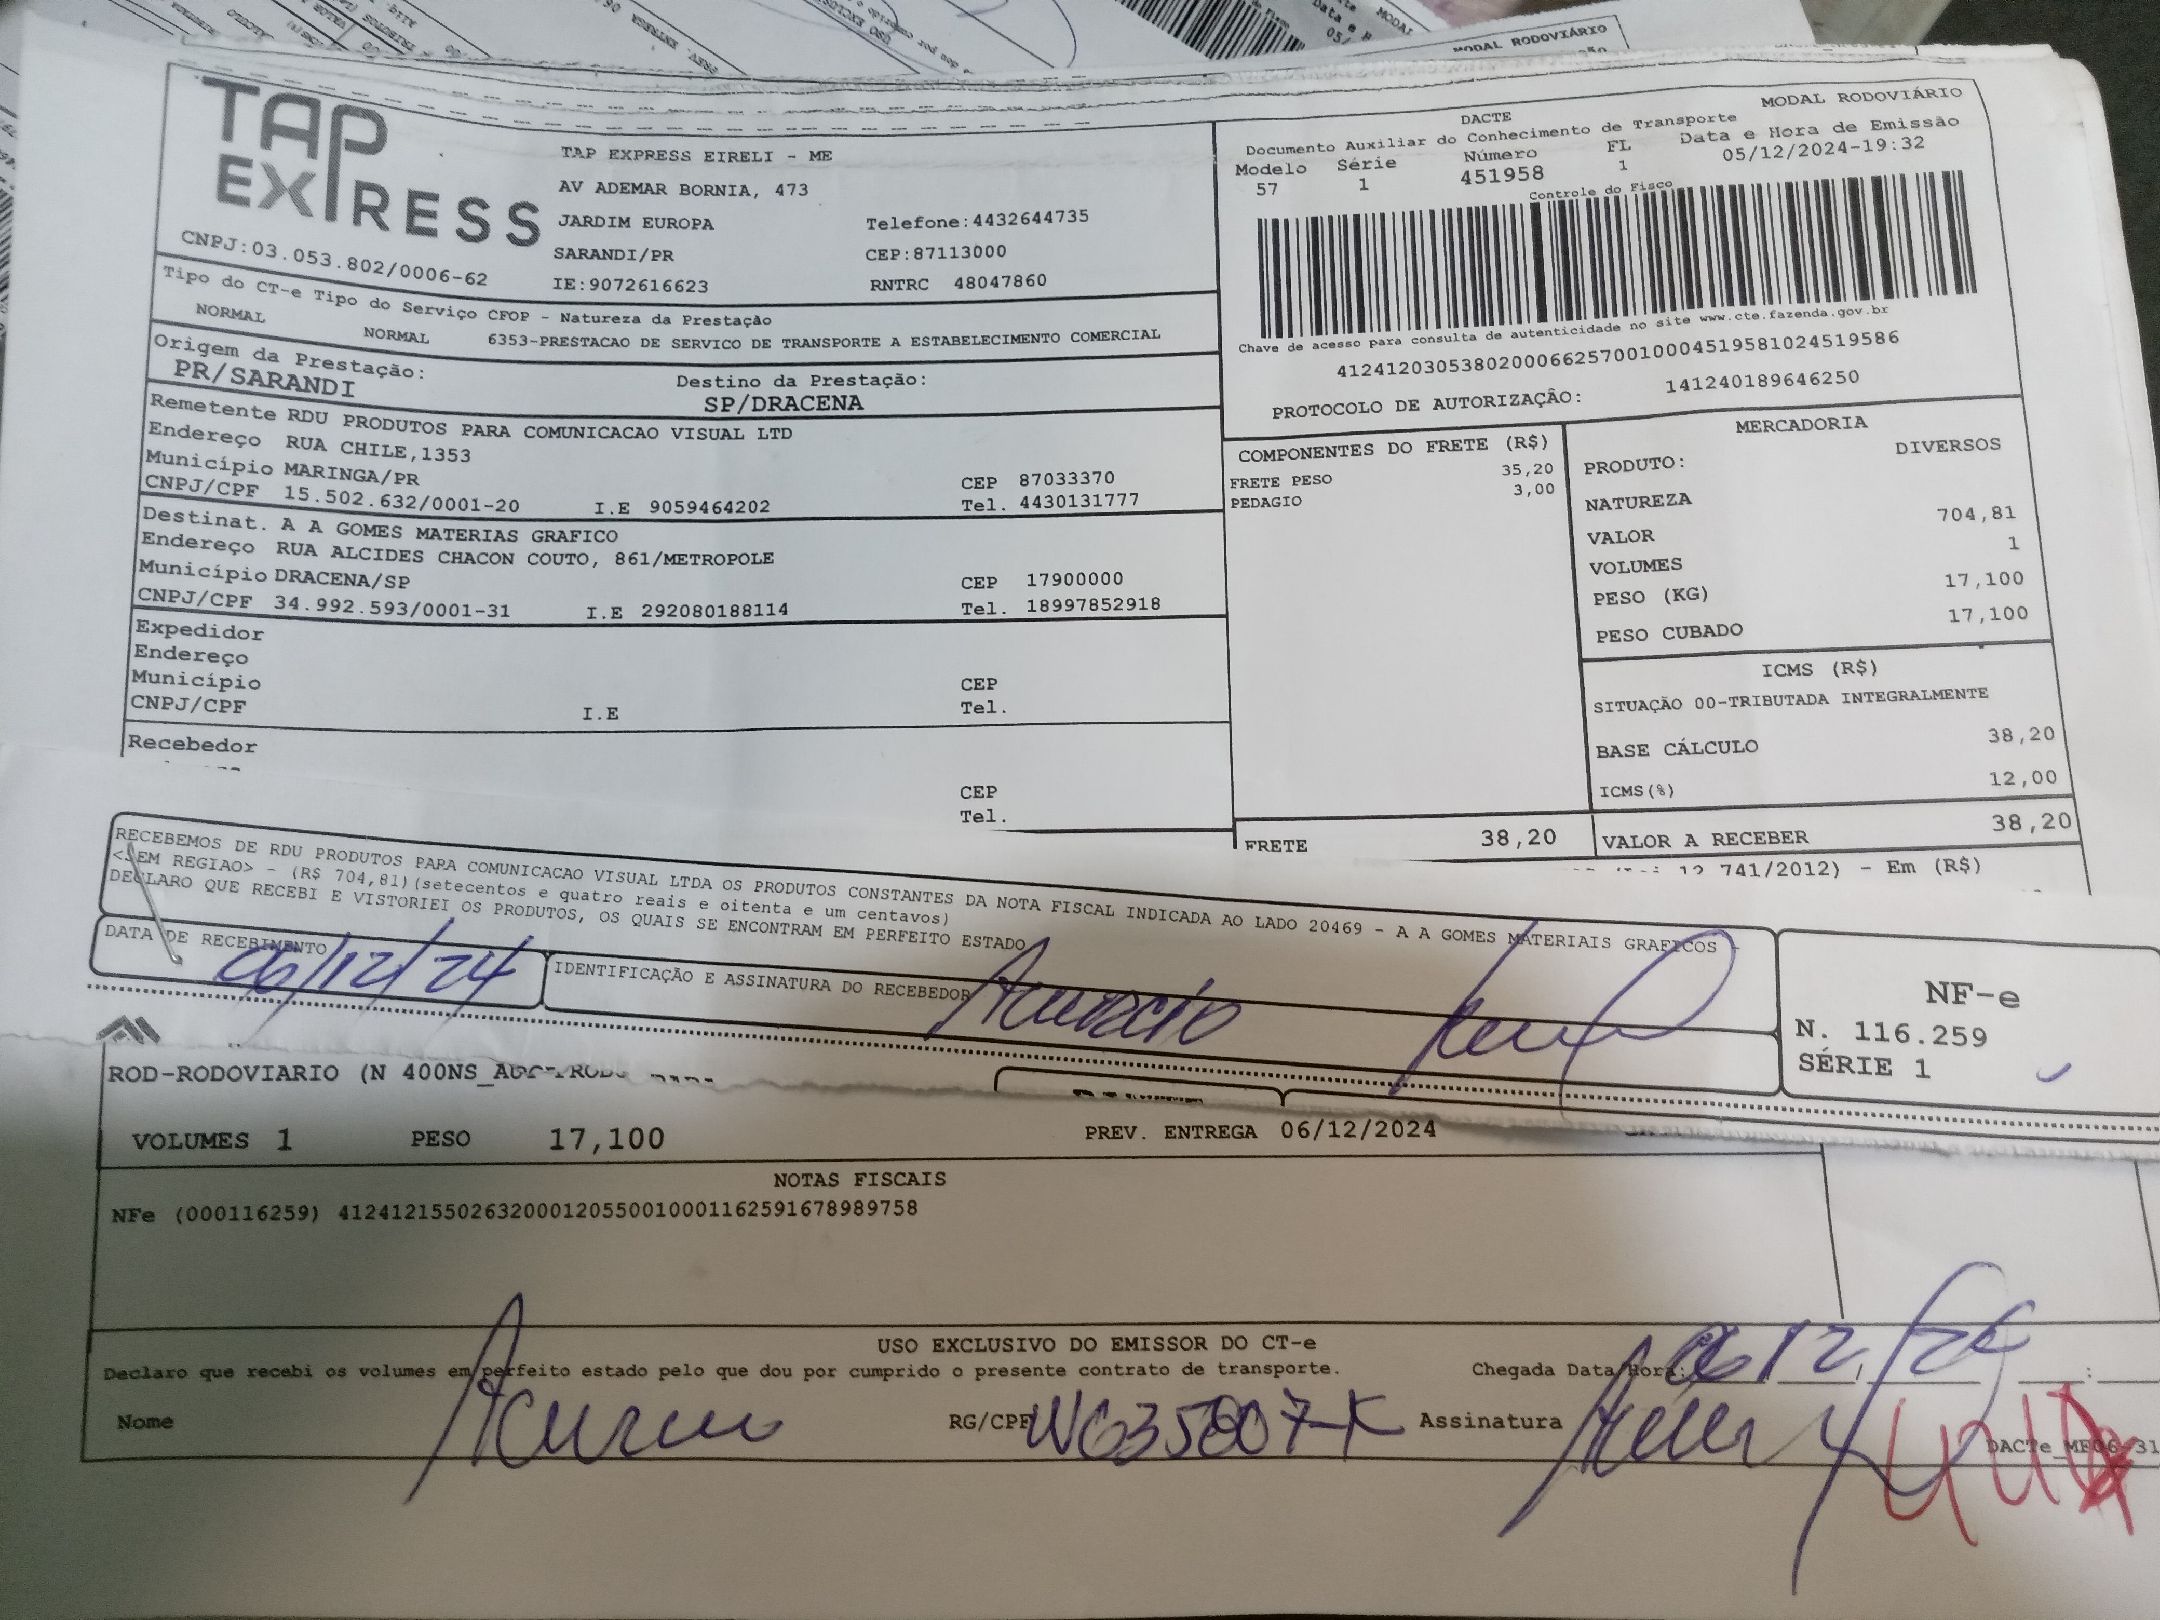 MODAL RODOVIÁRIO
TAP EXPRESS
CNPJ:03.053.802/0006-62
TAP EXPRESS EIRELI - ME
AV ADEMAR BORNIA, 473
JARDIM EUROPA Telefone:4432644735
SARANDI/PR CEP:87113000
IE:9072616623 RNTRC 48047860
DACTE MODAL RODOVIÁRIO
Documento Auxiliar do Conhecimento de Transporte
Modelo Série Número FL Data e Hora de Emissão
57 1 451958 1 05/12/2024-19:32
Controle do Fisco
Chave de acesso para consulta de autenticidade no site www.cte.fazenda.gov.br
41241203053802000662570010004519581024519586
PROTOCOLO DE AUTORIZAÇÃO: 141240189646250
Tipo do CT-e Tipo do Serviço CFOP - Natureza da Prestação
NORMAL NORMAL 6353-PRESTACAO DE SERVICO DE TRANSPORTE A ESTABELECIMENTO COMERCIAL
Origem da Prestação: Destino da Prestação:
PR/SARANDI SP/DRACENA
Remetente RDU PRODUTOS PARA COMUNICACAO VISUAL LTD
Endereço RUA CHILE,1353
Município MARINGA/PR CEP 87033370
CNPJ/CPF 15.502.632/0001-20 I.E 9059464202 Tel. 4430131777
Destinat. A A GOMES MATERIAS GRAFICO
Endereço RUA ALCIDES CHACON COUTO, 861/METROPOLE
Município DRACENA/SP CEP 17900000
CNPJ/CPF 34.992.593/0001-31 I.E 292080188114 Tel. 18997852918
Expedidor
Endereço
Município CEP
CNPJ/CPF I.E Tel.
Recebedor
CEP
Tel.
COMPONENTES DO FRETE (R$)
FRETE PESO 35,20
PEDAGIO 3,00
FRETE 38,20
MERCADORIA
PRODUTO: DIVERSOS
NATUREZA
VALOR 704,81
VOLUMES 1
PESO (KG) 17,100
PESO CUBADO 17,100
ICMS (R$)
SITUAÇÃO 00-TRIBUTADA INTEGRALMENTE
BASE CÁLCULO 38,20
ICMS(%) 12,00
VALOR A RECEBER 38,20
12.741/2012) - Em (R$)
RECEBEMOS DE RDU PRODUTOS PARA COMUNICACAO VISUAL LTDA OS PRODUTOS CONSTANTES DA NOTA FISCAL INDICADA AO LADO 20469 - A A GOMES MATERIAIS GRAFICOS -
<SEM REGIAO> - (R$ 704,81)(setecentos e quatro reais e oitenta e um centavos)
DECLARO QUE RECEBI E VISTORIEI OS PRODUTOS, OS QUAIS SE ENCONTRAM EM PERFEITO ESTADO
DATA DE RECEBIMENTO IDENTIFICAÇÃO E ASSINATURA DO RECEBEDOR
06/12/24
NF-e
N. 116.259
SÉRIE 1
ROD-RODOVIARIO (N
VOLUMES 1 PESO 17,100 PREV. ENTREGA 06/12/2024
NOTAS FISCAIS
NFe (000116259) 41241215502632000120550010001162591678989758
USO EXCLUSIVO DO EMISSOR DO CT-e
Declaro que recebi os volumes em perfeito estado pelo que dou por cumprido o presente contrato de transporte. Chegada Data/Hora: 06/12/24
Nome RG/CPF Assinatura